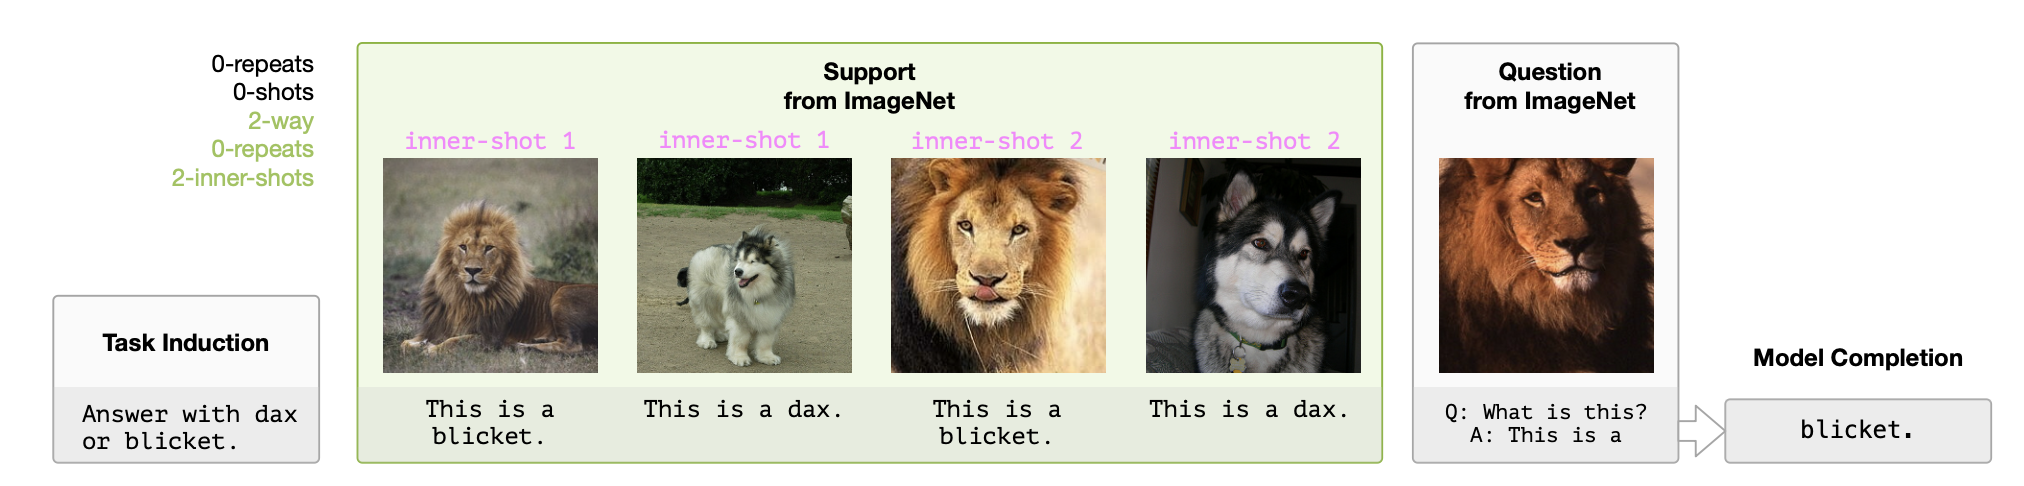 0-repeats
0-shots
2-way
0-repeats
2-inner-shots
Task Induction
Answer with dax
or blicket.
Support
from ImageNet
inner-shot 1
inner-shot 1
inner-shot 2
inner-shot 2
This is a
blicket.
This is a dax.
This is a
blicket.
This is a dax.
Question
from ImageNet
Q: What is this?
A: This is a
Model Completion
blicket.